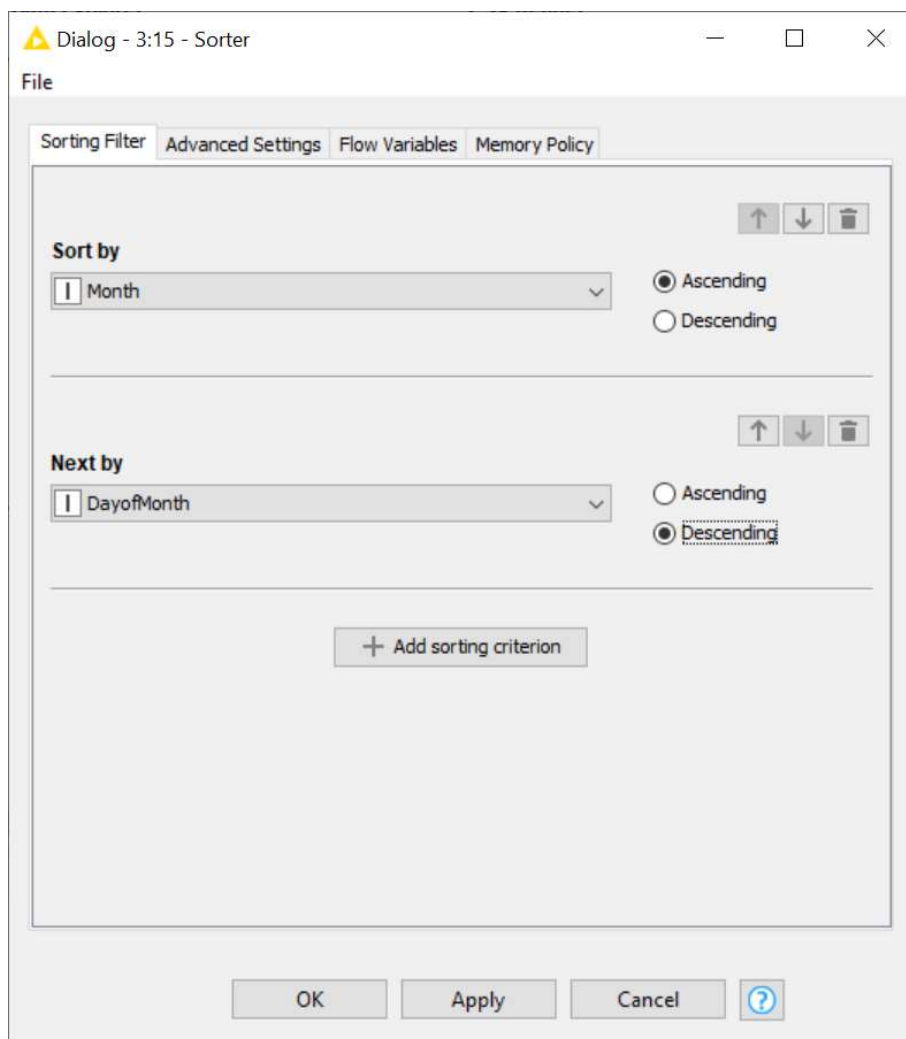 Dialog - 3:15 - Sorter
File
Sorting Filter Advanced Settings Flow Variables Memory Policy
Sort by
I Month
Ascending
Descending
Next by
I DayofMonth
Ascending
Descending
+ Add sorting criterion
OK Apply Cancel ?